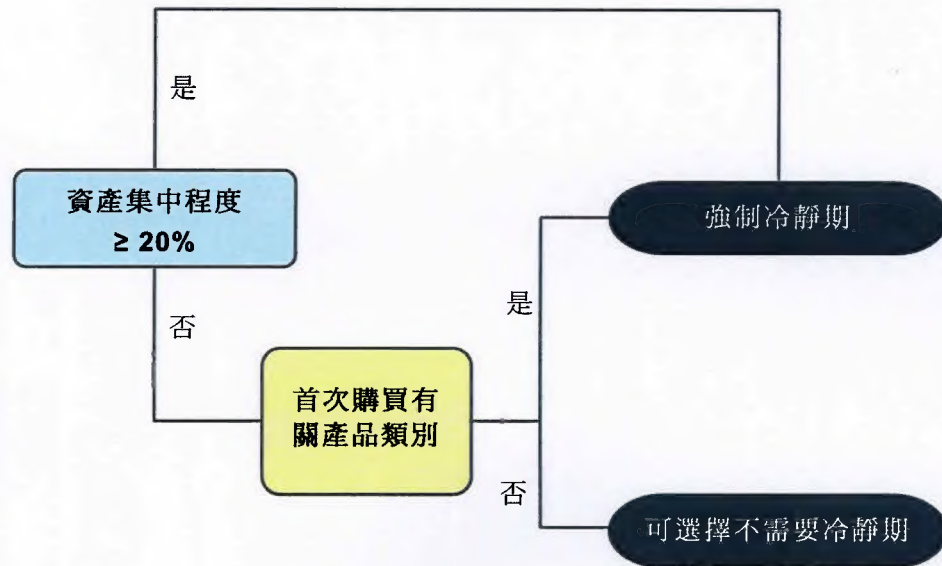 是
資產集中程度
≥ 20%
強制冷靜期
是
否
首次購買有
關產品類別
否
可選擇不需要冷靜期